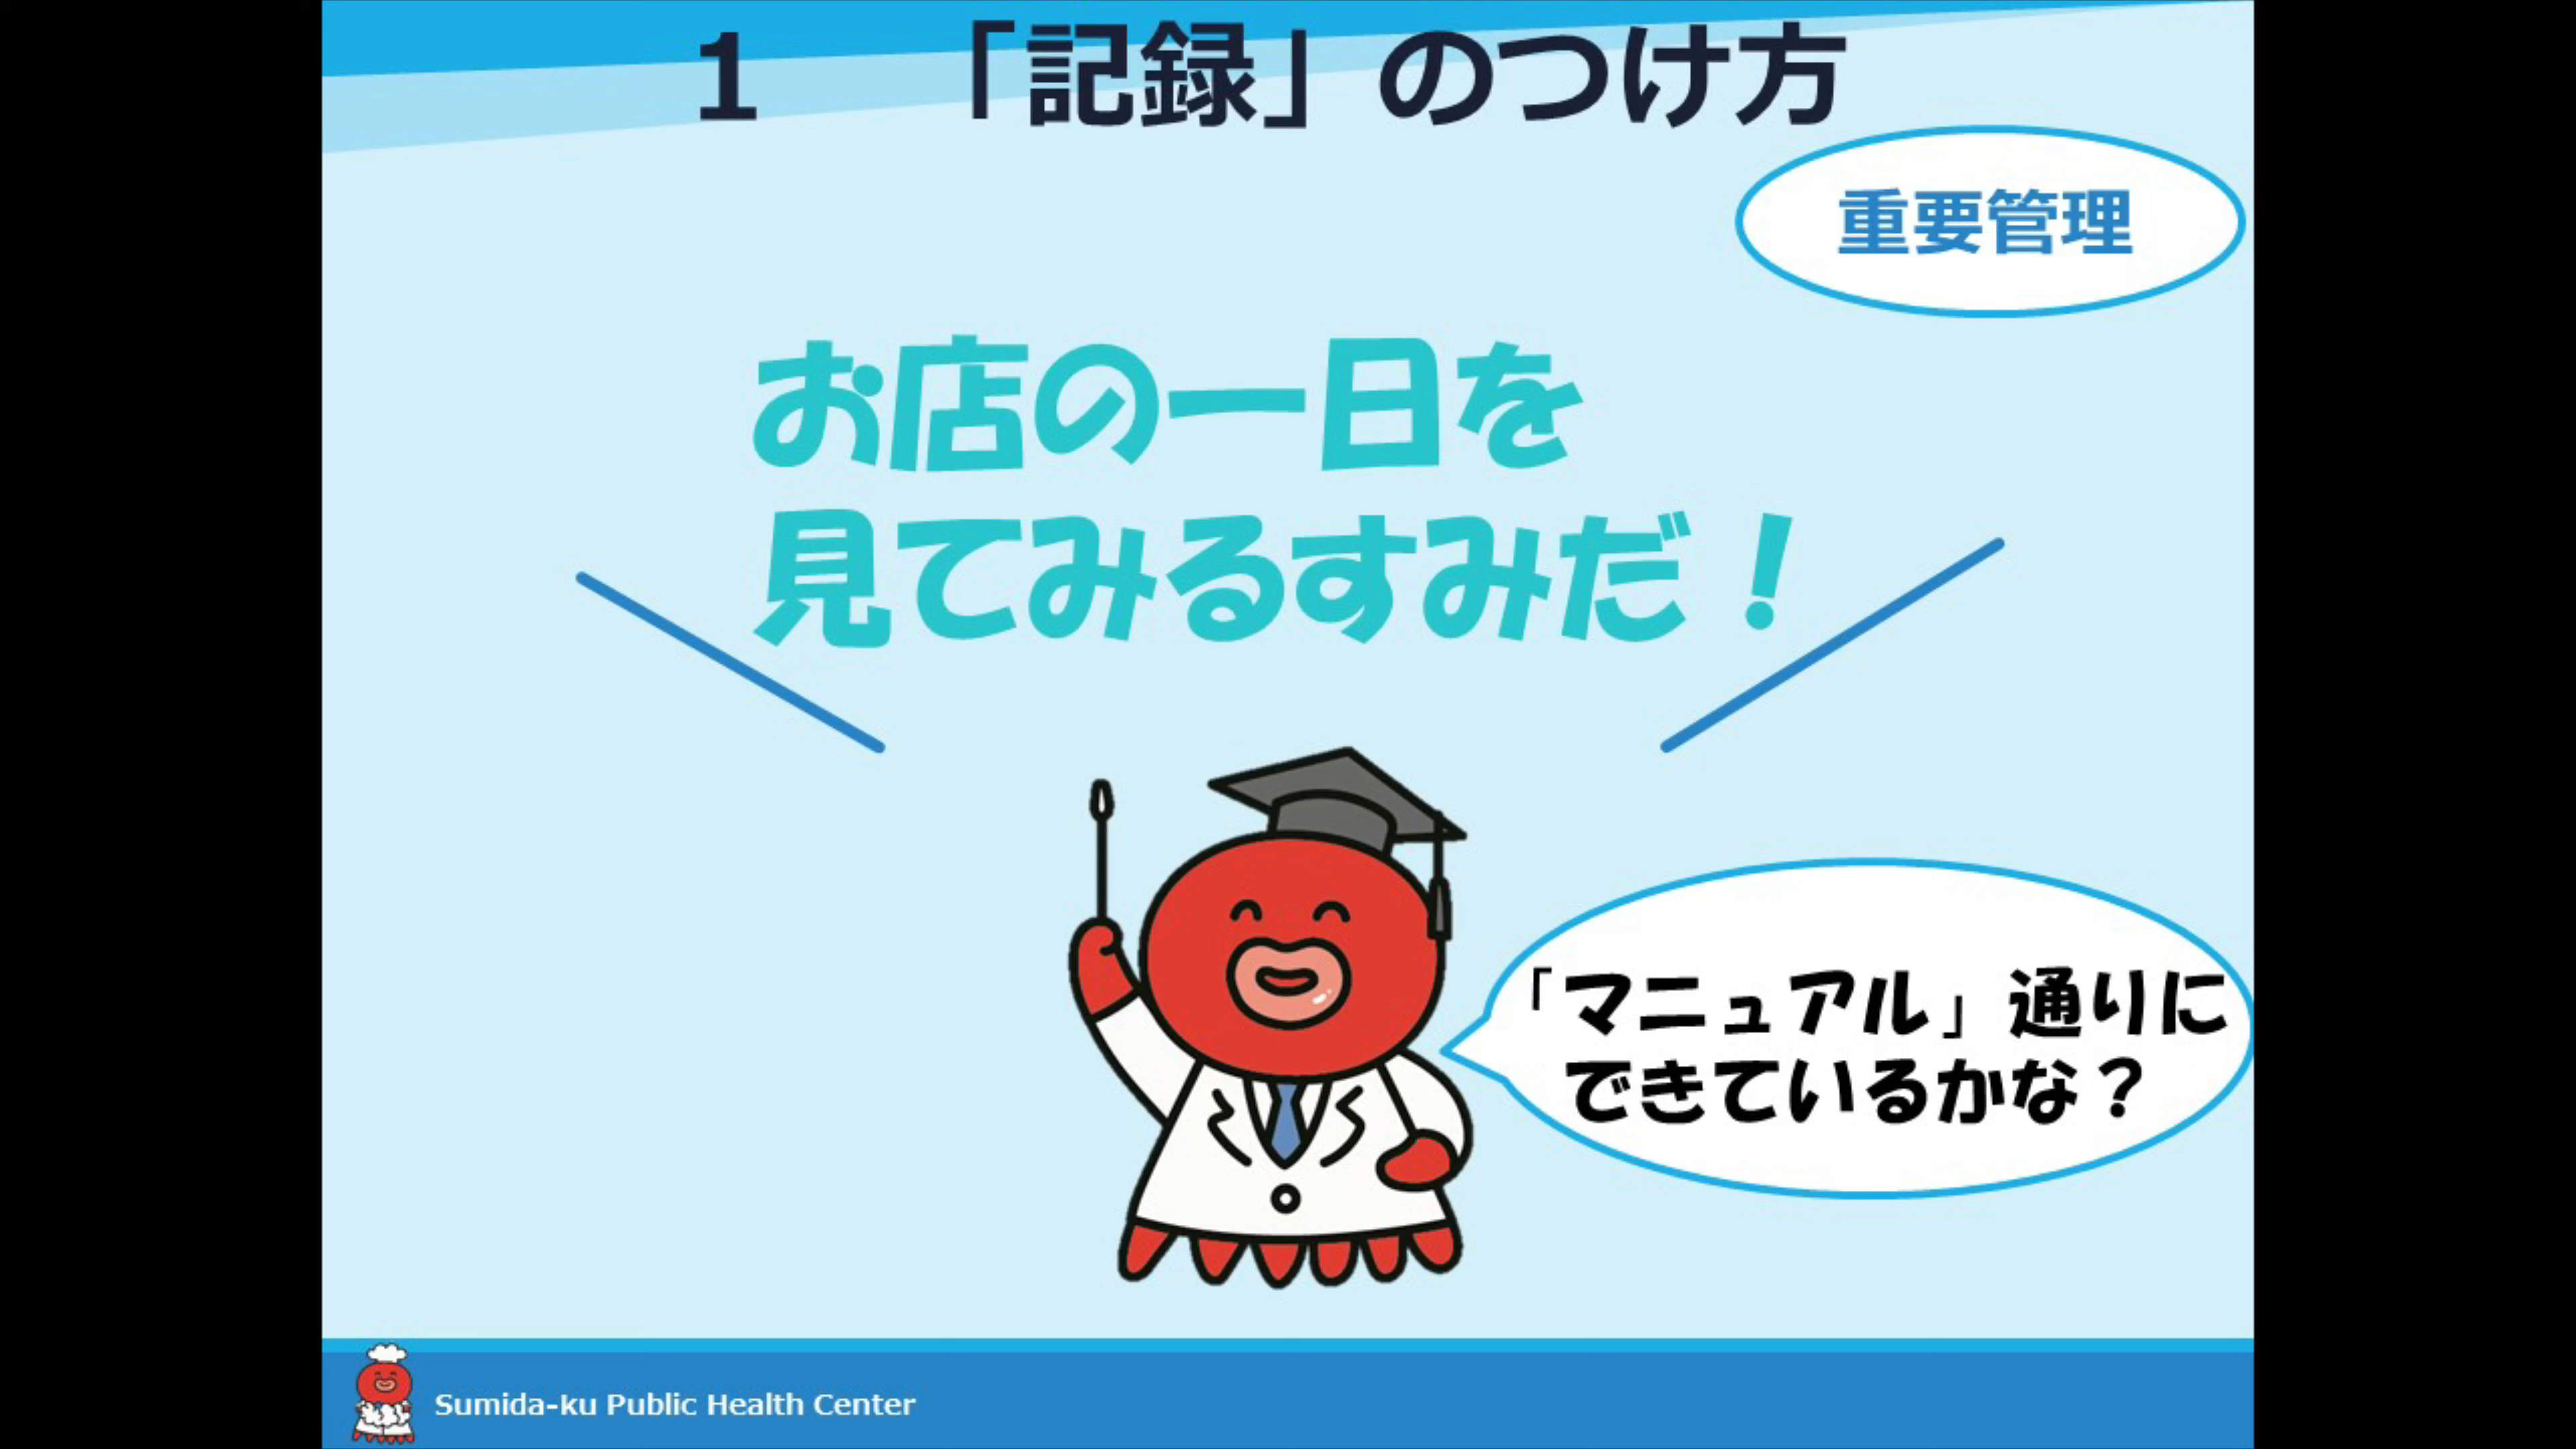 1 「記録」のつけ方
重要管理
お店の一日を
見てみるすみだ！
「マニュアル」通りに
できているかな？
Sumida-ku Public Health Center